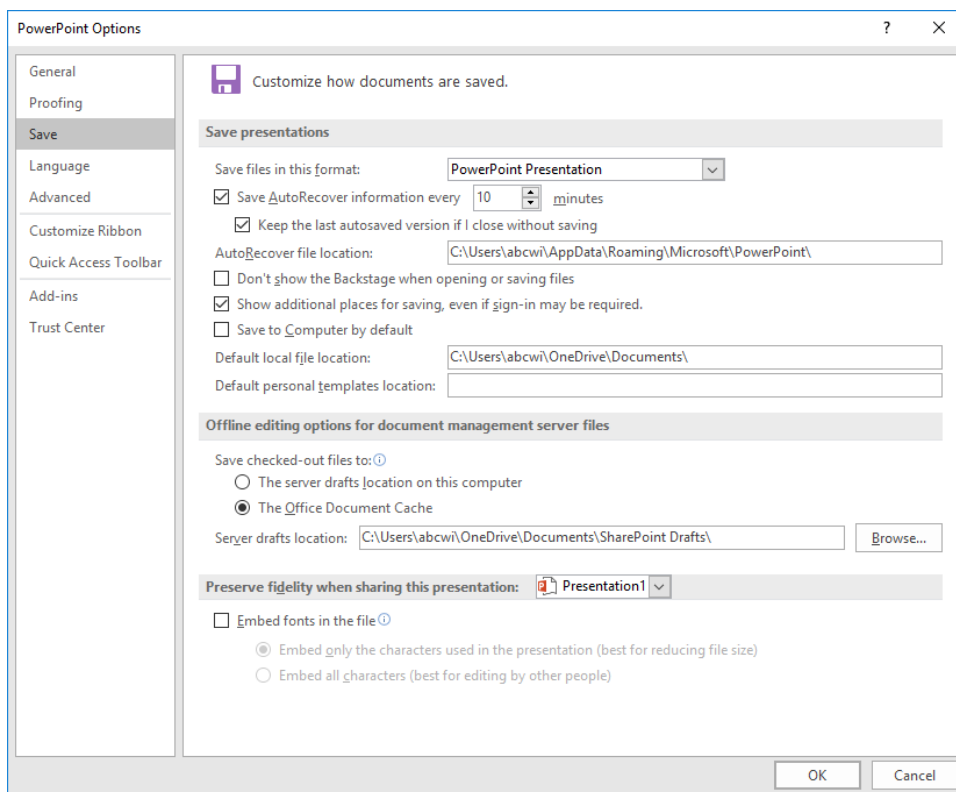 PowerPoint Options
?
General
Proofing
Save
Language
Advanced
Customize Ribbon
Quick Access Toolbar
Add-ins
Trust Center
Customize how documents are saved.
Save presentations
Save files in this format: PowerPoint Presentation
Save AutoRecover information every 10 minutes
Keep the last autosaved version if I close without saving
AutoRecover file location: C:\Users\abcwi\AppData\Roaming\Microsoft\PowerPoint\
Don't show the Backstage when opening or saving files
Show additional places for saving, even if sign-in may be required.
Save to Computer by default
Default local file location: C:\Users\abcwi\OneDrive\Documents\
Default personal templates location:
Offline editing options for document management server files
Save checked-out files to:
The server drafts location on this computer
The Office Document Cache
Server drafts location: C:\Users\abcwi\OneDrive\Documents\SharePoint Drafts\ Browse...
Preserve fidelity when sharing this presentation: Presentation1
Embed fonts in the file
Embed only the characters used in the presentation (best for reducing file size)
Embed all characters (best for editing by other people)
OK Cancel